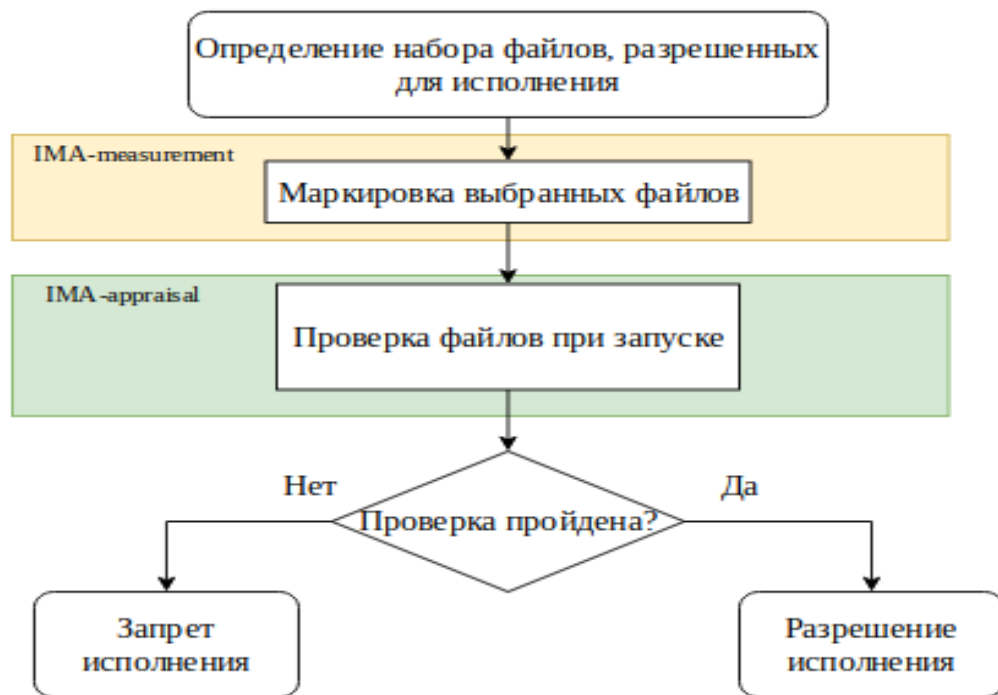 Определение набора файлов, разрешенных
для исполнения
IMA-measurement
Маркировка выбранных файлов
IMA-appraisal
Проверка файлов при запуске
Нет
Да
Проверка пройдена?
Запрет
исполнения
Разрешение
исполнения